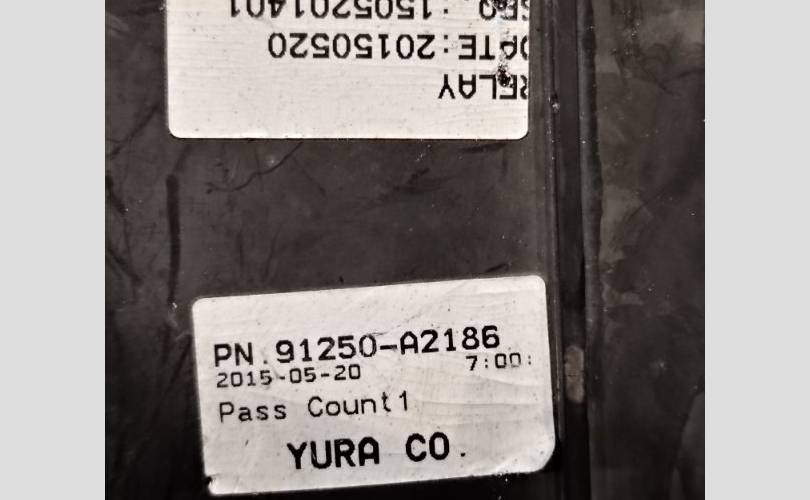 RELAY
DATE:20150520
SEQ :1505201401
PN.91250-A2186
2015-05-20 7:00:
Pass Count1
YURA CO.